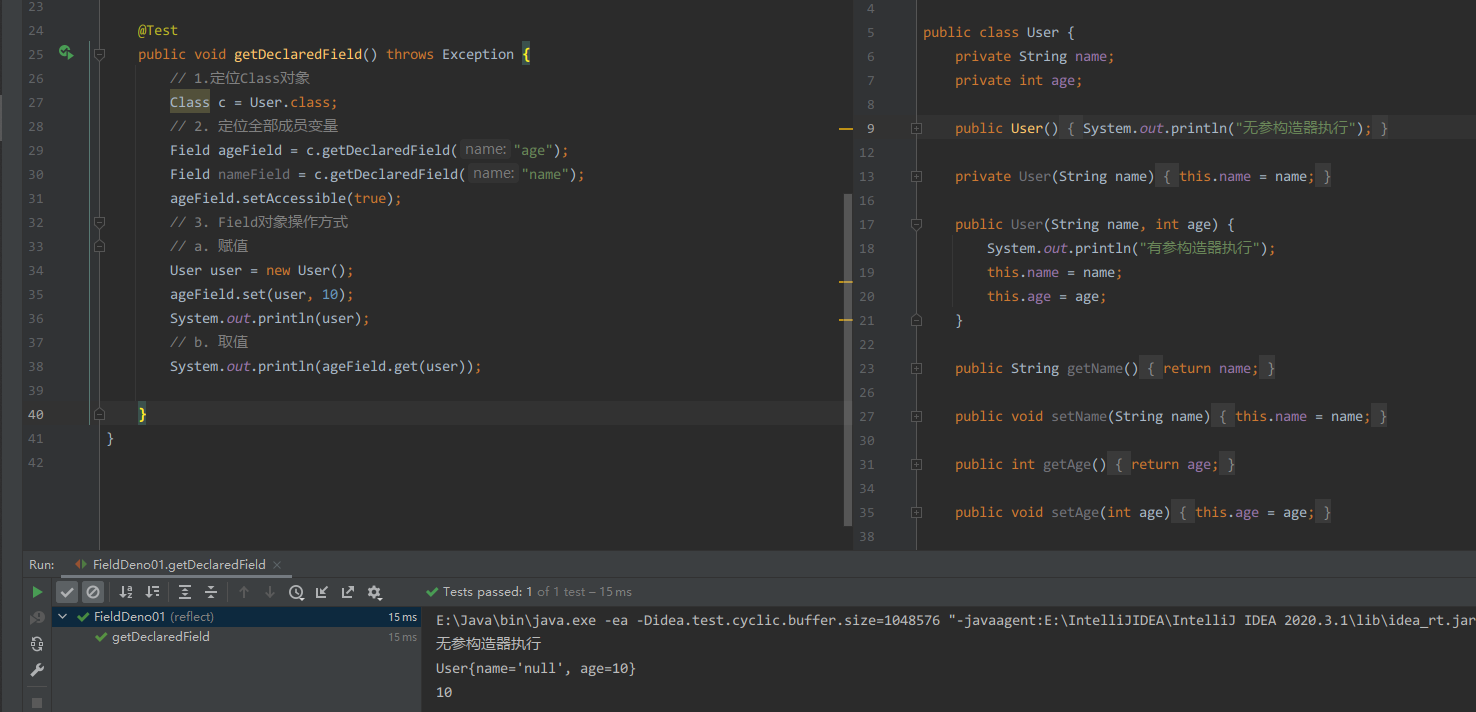 23
24 @Test
25 public void getDeclaredField() throws Exception {
26 // 1.定位Class对象
27 Class c = User.class;
28 // 2. 定位全部成员变量
29 Field ageField = c.getDeclaredField( name: "age");
30 Field nameField = c.getDeclaredField( name: "name");
31 ageField.setAccessible(true);
32 // 3. Field对象操作方式
33 // a. 赋值
34 User user = new User();
35 ageField.set(user, 10);
36 System.out.println(user);
37 // b. 取值
38 System.out.println(ageField.get(user));
39
40 }
41 }
42
4
5 public class User {
6 private String name;
7 private int age;
8
9 public User() { System.out.println("无参构造器执行"); }
12
13 private User(String name) { this.name = name; }
16
17 public User(String name, int age) {
18 System.out.println("有参构造器执行");
19 this.name = name;
20 this.age = age;
21 }
22
23 public String getName() { return name; }
26
27 public void setName(String name) { this.name = name; }
30
31 public int getAge() { return age; }
34
35 public void setAge(int age) { this.age = age; }
38
Run: FieldDeno01.getDeclaredField
Tests passed: 1 of 1 test – 15 ms
FieldDeno01 (reflect) 15 ms
getDeclaredField 15 ms
E:\Java\bin\java.exe -ea -Didea.test.cyclic.buffer.size=1048576 "-javaagent:E:\IntelliJIDEA\IntelliJ IDEA 2020.3.1\lib\idea_rt.jar
无参构造器执行
User{name='null', age=10}
10